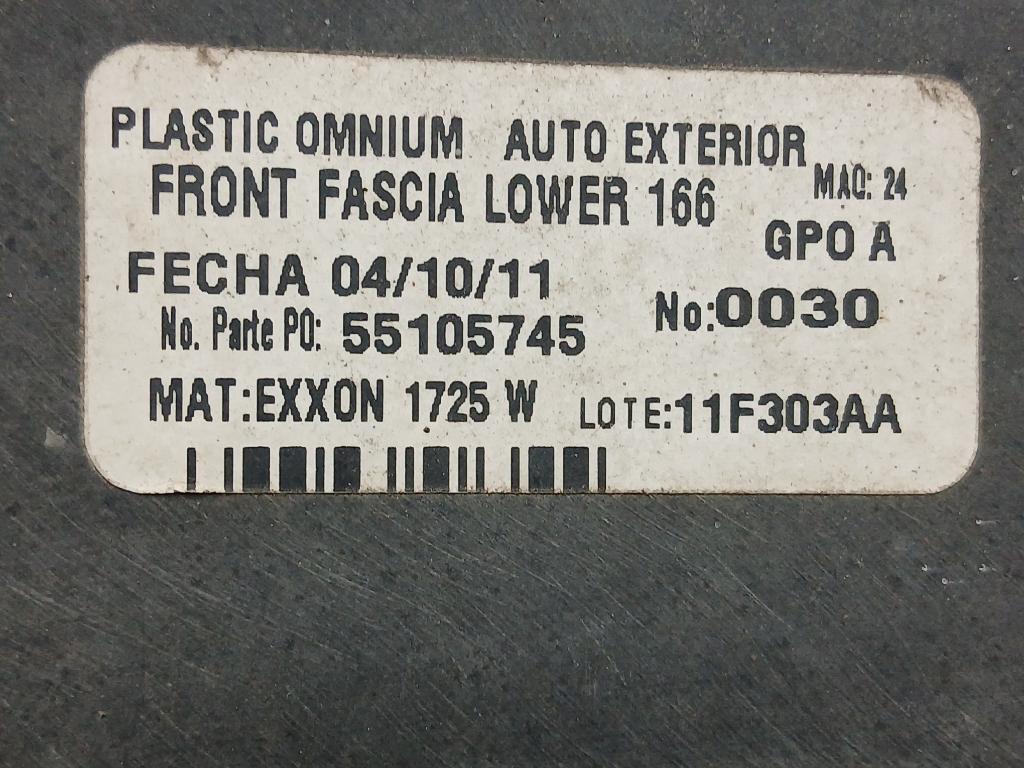 PLASTIC OMNIUM AUTO EXTERIOR
FRONT FASCIA LOWER 166 MAQ: 24
GPO A
FECHA 04/10/11
No:0030
No. Parte PO: 55105745
MAT:EXXON 1725 W LOTE:11F303AA